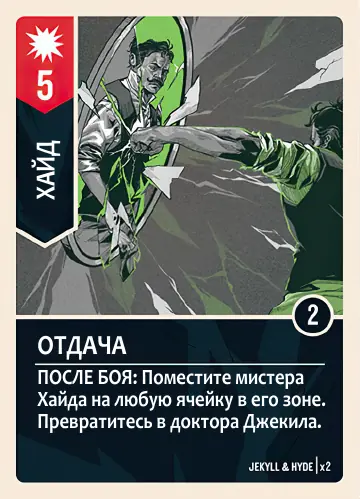 5
ХАЙД
2
ОТДАЧА
ПОСЛЕ БОЯ: Поместите мистера
Хайда на любую ячейку в его зоне.
Превратитесь в доктора Джекила.
JEKYLL & HYDE | x2